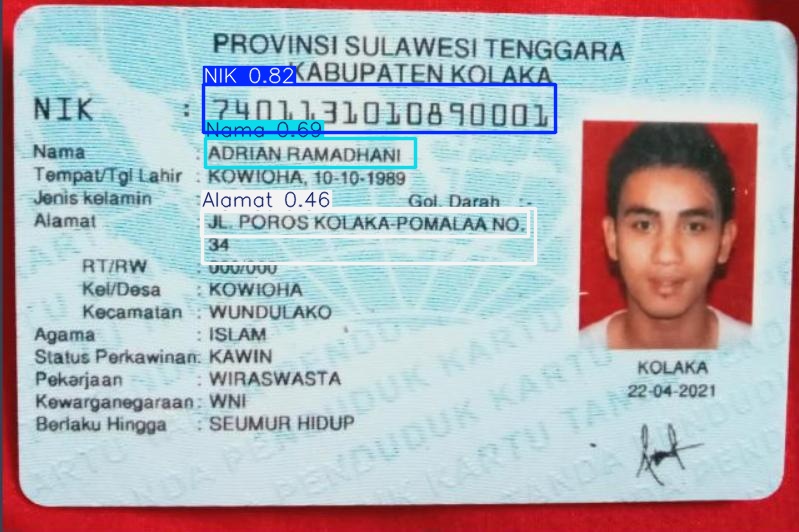 PROVINSI SULAWESI TENGGARA
NIK 0.82
KABUPATEN KOLAKA
NIK : 7401131010890001
Nama 0.69
Nama : ADRIAN RAMADHANI
Tempat/Tgl Lahir : KOWIOHA, 10-10-1989
Alamat 0.46
Jenis kelamin Gol. Darah : -
Alamat JL. POROS KOLAKA-POMALAA NO.
34
RT/RW : 000/000
Kel/Desa : KOWIOHA
Kecamatan : WUNDULAKO
Agama : ISLAM
Status Perkawinan: KAWIN
Pekerjaan : WIRASWASTA
Kewarganegaraan: WNI
Berlaku Hingga : SEUMUR HIDUP
KOLAKA
22-04-2021